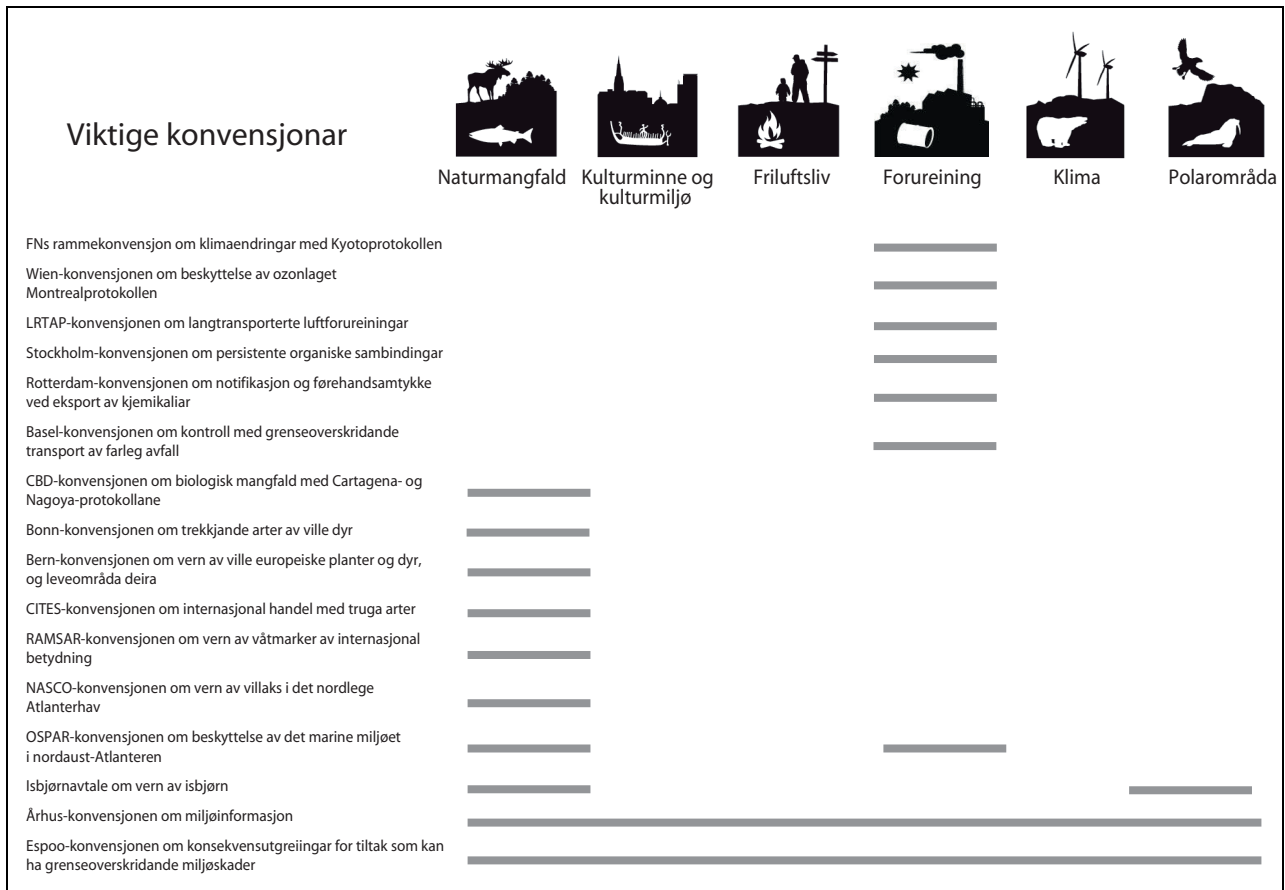 Viktige konvensjonar
Naturmangfald
Kulturminne og
kulturmiljø
Friluftsliv
Forureining
Klima
Polarområda
FNs rammekonvensjon om klimaendringar med Kyotoprotokollen
Wien-konvensjonen om beskyttelse av ozonlaget
Montrealprotokollen
LRTAP-konvensjonen om langtransporterte luftforureiningar
Stockholm-konvensjonen om persistente organiske sambindingar
Rotterdam-konvensjonen om notifikasjon og førehandsamtykke
ved eksport av kjemikaliar
Basel-konvensjonen om kontroll med grenseoverskridande
transport av farleg avfall
CBD-konvensjonen om biologisk mangfald med Cartagena- og
Nagoya-protokollane
Bonn-konvensjonen om trekkjande arter av ville dyr
Bern-konvensjonen om vern av ville europeiske planter og dyr,
og leveområda deira
CITES-konvensjonen om internasjonal handel med truga arter
RAMSAR-konvensjonen om vern av våtmarker av internasjonal
betydning
NASCO-konvensjonen om vern av villaks i det nordlege
Atlanterhav
OSPAR-konvensjonen om beskyttelse av det marine miljøet
i nordaust-Atlanteren
Isbjørnavtale om vern av isbjørn
Århus-konvensjonen om miljøinformasjon
Espoo-konvensjonen om konsekvensutgreiingar for tiltak som kan
ha grenseoverskridande miljøskader